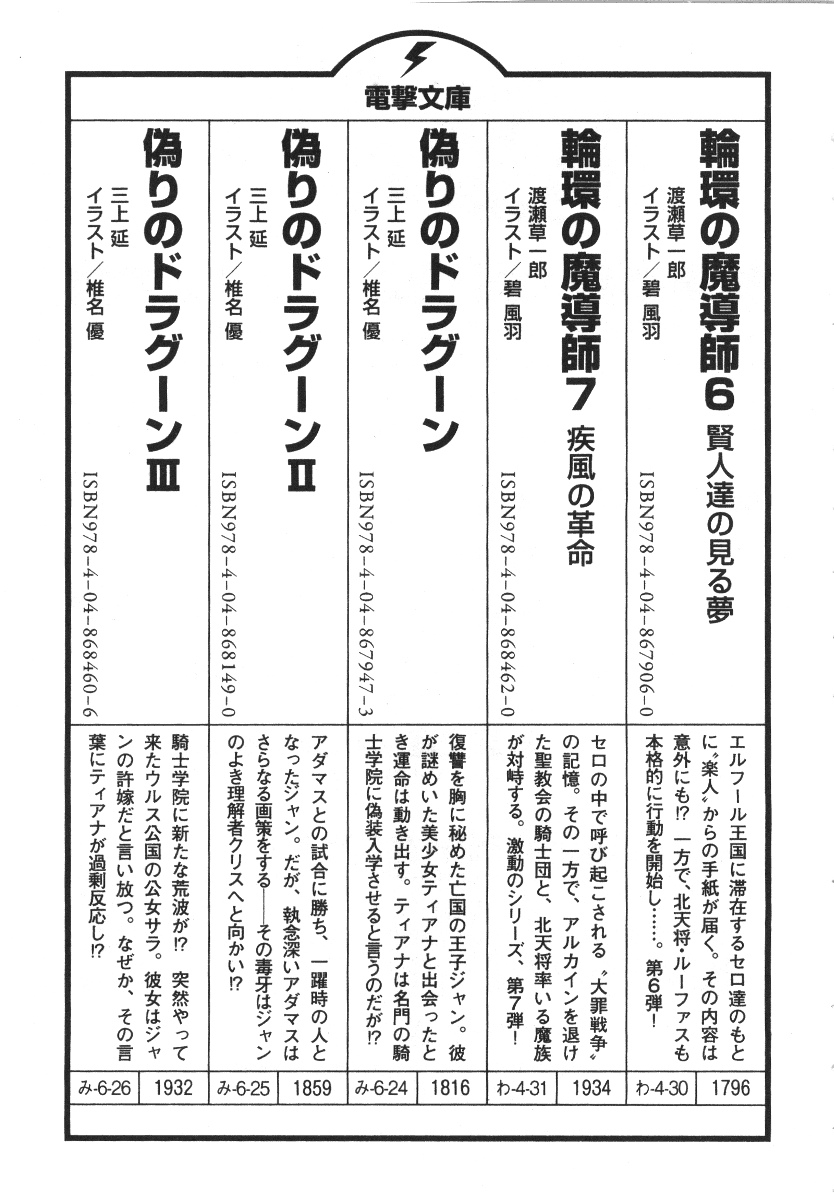 電撃文庫
輪環の魔導師6 賢人達の見る夢
渡瀬草一郎
イラスト／碧 風羽
ISBN978-4-04-867906-0
エルフール王国に滞在するセロ達のもと
に〝楽人〟からの手紙が届く。その内容は
意外にも!? 一方で、北天将・ルーファスも
本格的に行動を開始し……。第6弾！
わ-4-30
1796
輪環の魔導師7 疾風の革命
渡瀬草一郎
イラスト／碧 風羽
ISBN978-4-04-868462-0
セロの中で呼び起こされる〝大罪戦争〟
の記憶。その一方で、アルカインを退け
た聖教会の騎士団と、北天将率いる魔族
が対峙する。激動のシリーズ、第7弾！
わ-4-31
1934
偽りのドラグーン
三上 延
イラスト／椎名 優
ISBN978-4-04-867947-3
復讐を胸に秘めた亡国の王子ジャン。彼
が謎めいた美少女ティアナと出会ったと
き運命は動き出す。ティアナは名門の騎
士学院に偽装入学させると言うのだが!?
み-6-24
1816
偽りのドラグーンⅡ
三上 延
イラスト／椎名 優
ISBN978-4-04-868149-0
アダマスとの試合に勝ち、一躍時の人と
なったジャン。だが、執念深いアダマスは
さらなる画策をする――その毒牙はジャン
のよき理解者クリスへと向かい!?
み-6-25
1859
偽りのドラグーンⅢ
三上 延
イラスト／椎名 優
ISBN978-4-04-868460-6
騎士学院に新たな荒波が!? 突然やって
来たウルス公国の公女サラ。彼女はジャ
ンの許嫁だと言い放つ。なぜか、その言
葉にティアナが過剰反応し!?
み-6-26
1932